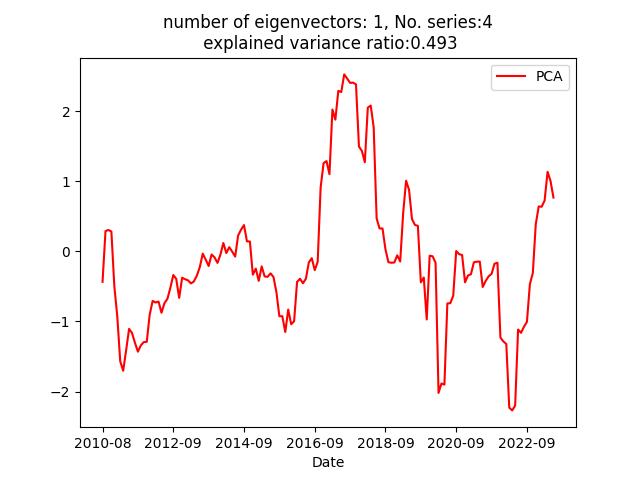 number of eigenvectors: 1, No. series:4
explained variance ratio:0.493
PCA
2
1
0
−1
−2
2010-08 2012-09 2014-09 2016-09 2018-09 2020-09 2022-09
Date